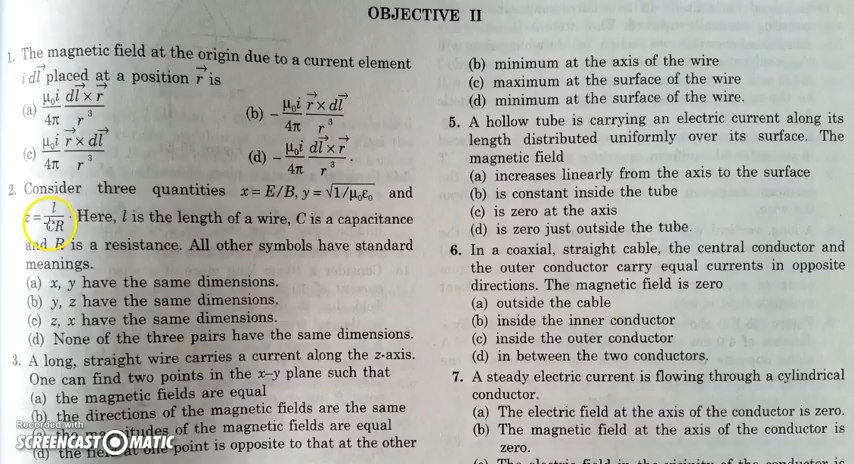 OBJECTIVE II
1. The magnetic field at the origin due to a current element
i dl⃗ placed at a position r⃗ is
(a) μ₀i/4π dl⃗ × r⃗/r³ (b) − μ₀i/4π r⃗ × dl⃗/r³
(c) μ₀i/4π r⃗ × dl⃗/r³ (d) − μ₀i/4π dl⃗ × r⃗/r³ .
2. Consider three quantities x = E/B, y = √1/μ₀ε₀ and
z = l/CR . Here, l is the length of a wire, C is a capacitance
and R is a resistance. All other symbols have standard
meanings.
(a) x, y have the same dimensions.
(b) y, z have the same dimensions.
(c) z, x have the same dimensions.
(d) None of the three pairs have the same dimensions.
3. A long, straight wire carries a current along the z-axis.
One can find two points in the x–y plane such that
(a) the magnetic fields are equal
(b) the directions of the magnetic fields are the same
magnitudes of the magnetic fields are equal
(d) the field at one point is opposite to that at the other
(b) minimum at the axis of the wire
(c) maximum at the surface of the wire
(d) minimum at the surface of the wire.
5. A hollow tube is carrying an electric current along its
length distributed uniformly over its surface. The
magnetic field
(a) increases linearly from the axis to the surface
(b) is constant inside the tube
(c) is zero at the axis
(d) is zero just outside the tube.
6. In a coaxial, straight cable, the central conductor and
the outer conductor carry equal currents in opposite
directions. The magnetic field is zero
(a) outside the cable
(b) inside the inner conductor
(c) inside the outer conductor
(d) in between the two conductors.
7. A steady electric current is flowing through a cylindrical
conductor.
(a) The electric field at the axis of the conductor is zero.
(b) The magnetic field at the axis of the conductor is
zero.
Recorded with
SCREENCAST-O-MATIC